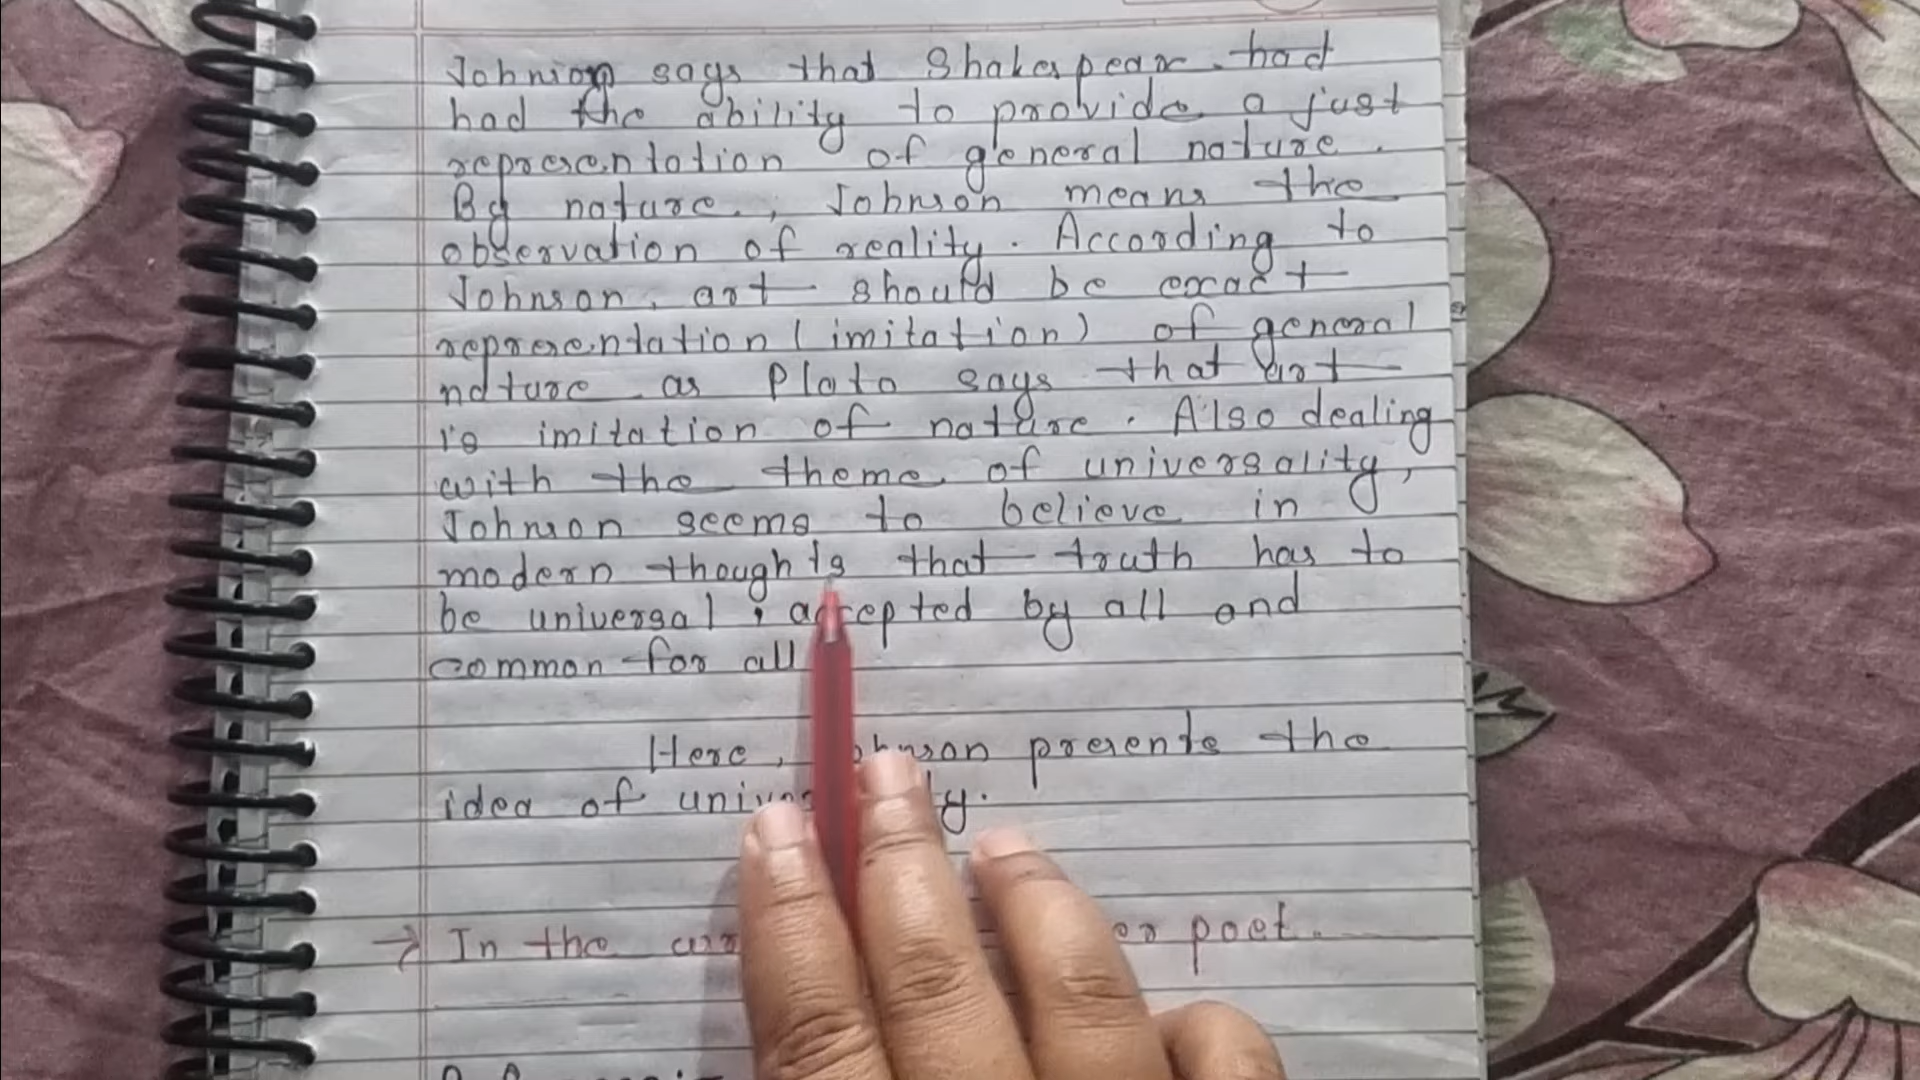 Johnson says that Shakespear had
had the ability to provide a just
representation of general nature.
By nature, Johnson means the
observation of reality. According to
Johnson, art should be exact
representation (imitation) of general
nature as Plato says that art
is imitation of nature. Also dealing
with the theme of universality,
Johnson seems to believe in
modern thoughts that truth has to
be universal, accepted by all and
common for all
Here, Johnson presents the
idea of
→ In the poet.